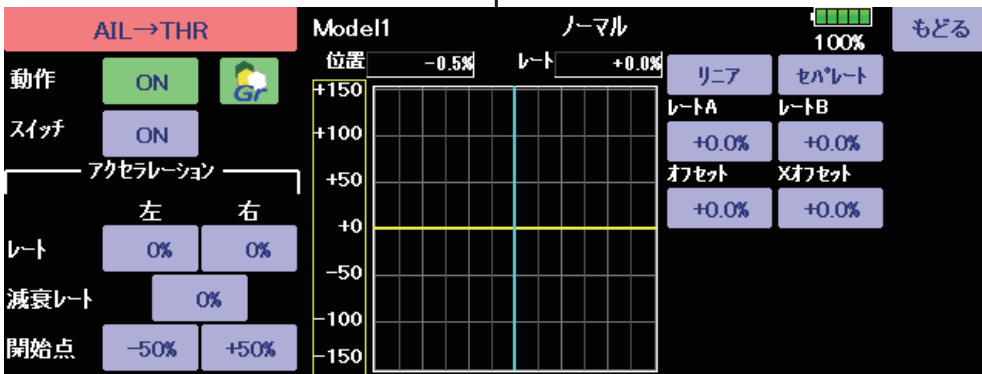 AIL→THR
Model1
ノーマル
100%
もどる
動作
ON
Gr
スイッチ
ON
アクセラレーション
左
右
レート
0%
0%
減衰レート
0%
開始点
-50%
+50%
位置
-0.5%
レート
+0.0%
+150
+100
+50
+0
-50
-100
-150
リニア
セパレート
レートA
レートB
+0.0%
+0.0%
オフセット
Xオフセット
+0.0%
+0.0%